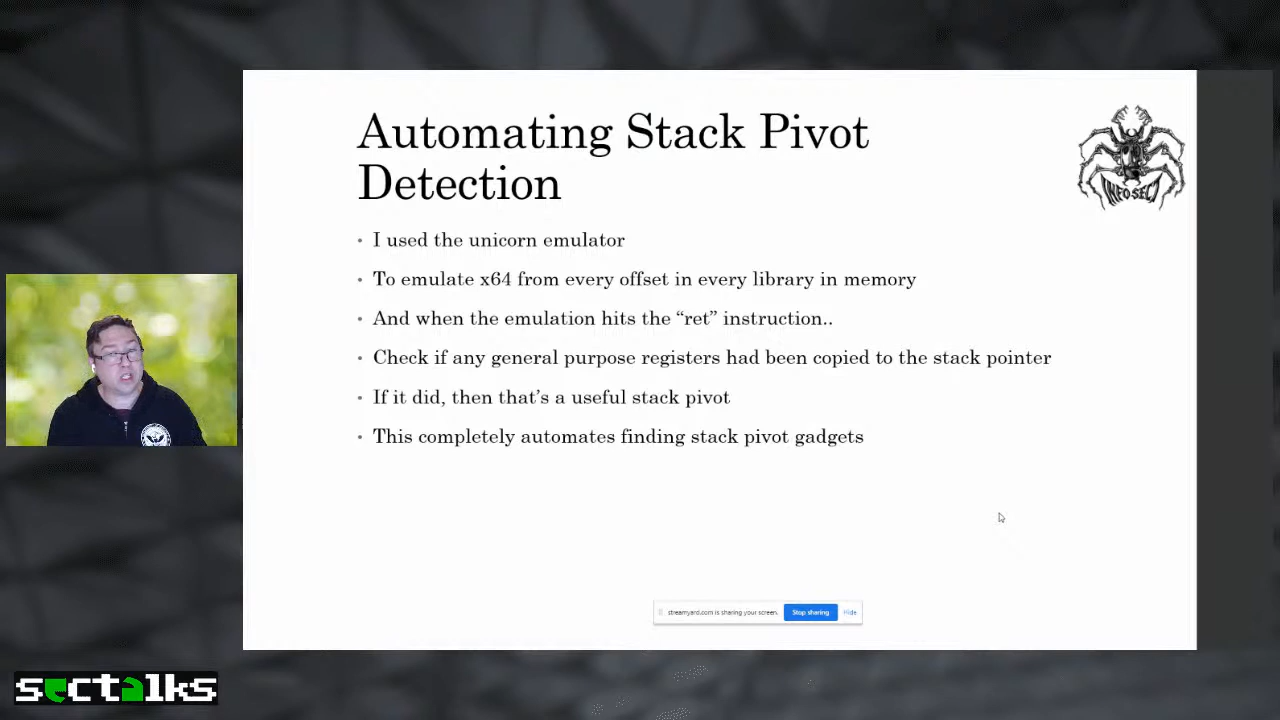 Automating Stack Pivot
Detection
INFOSECT
• I used the unicorn emulator
• To emulate x64 from every offset in every library in memory
• And when the emulation hits the “ret” instruction..
• Check if any general purpose registers had been copied to the stack pointer
• If it did, then that’s a useful stack pivot
• This completely automates finding stack pivot gadgets
streamyard.com is sharing your screen. Stop sharing Hide
sectalks